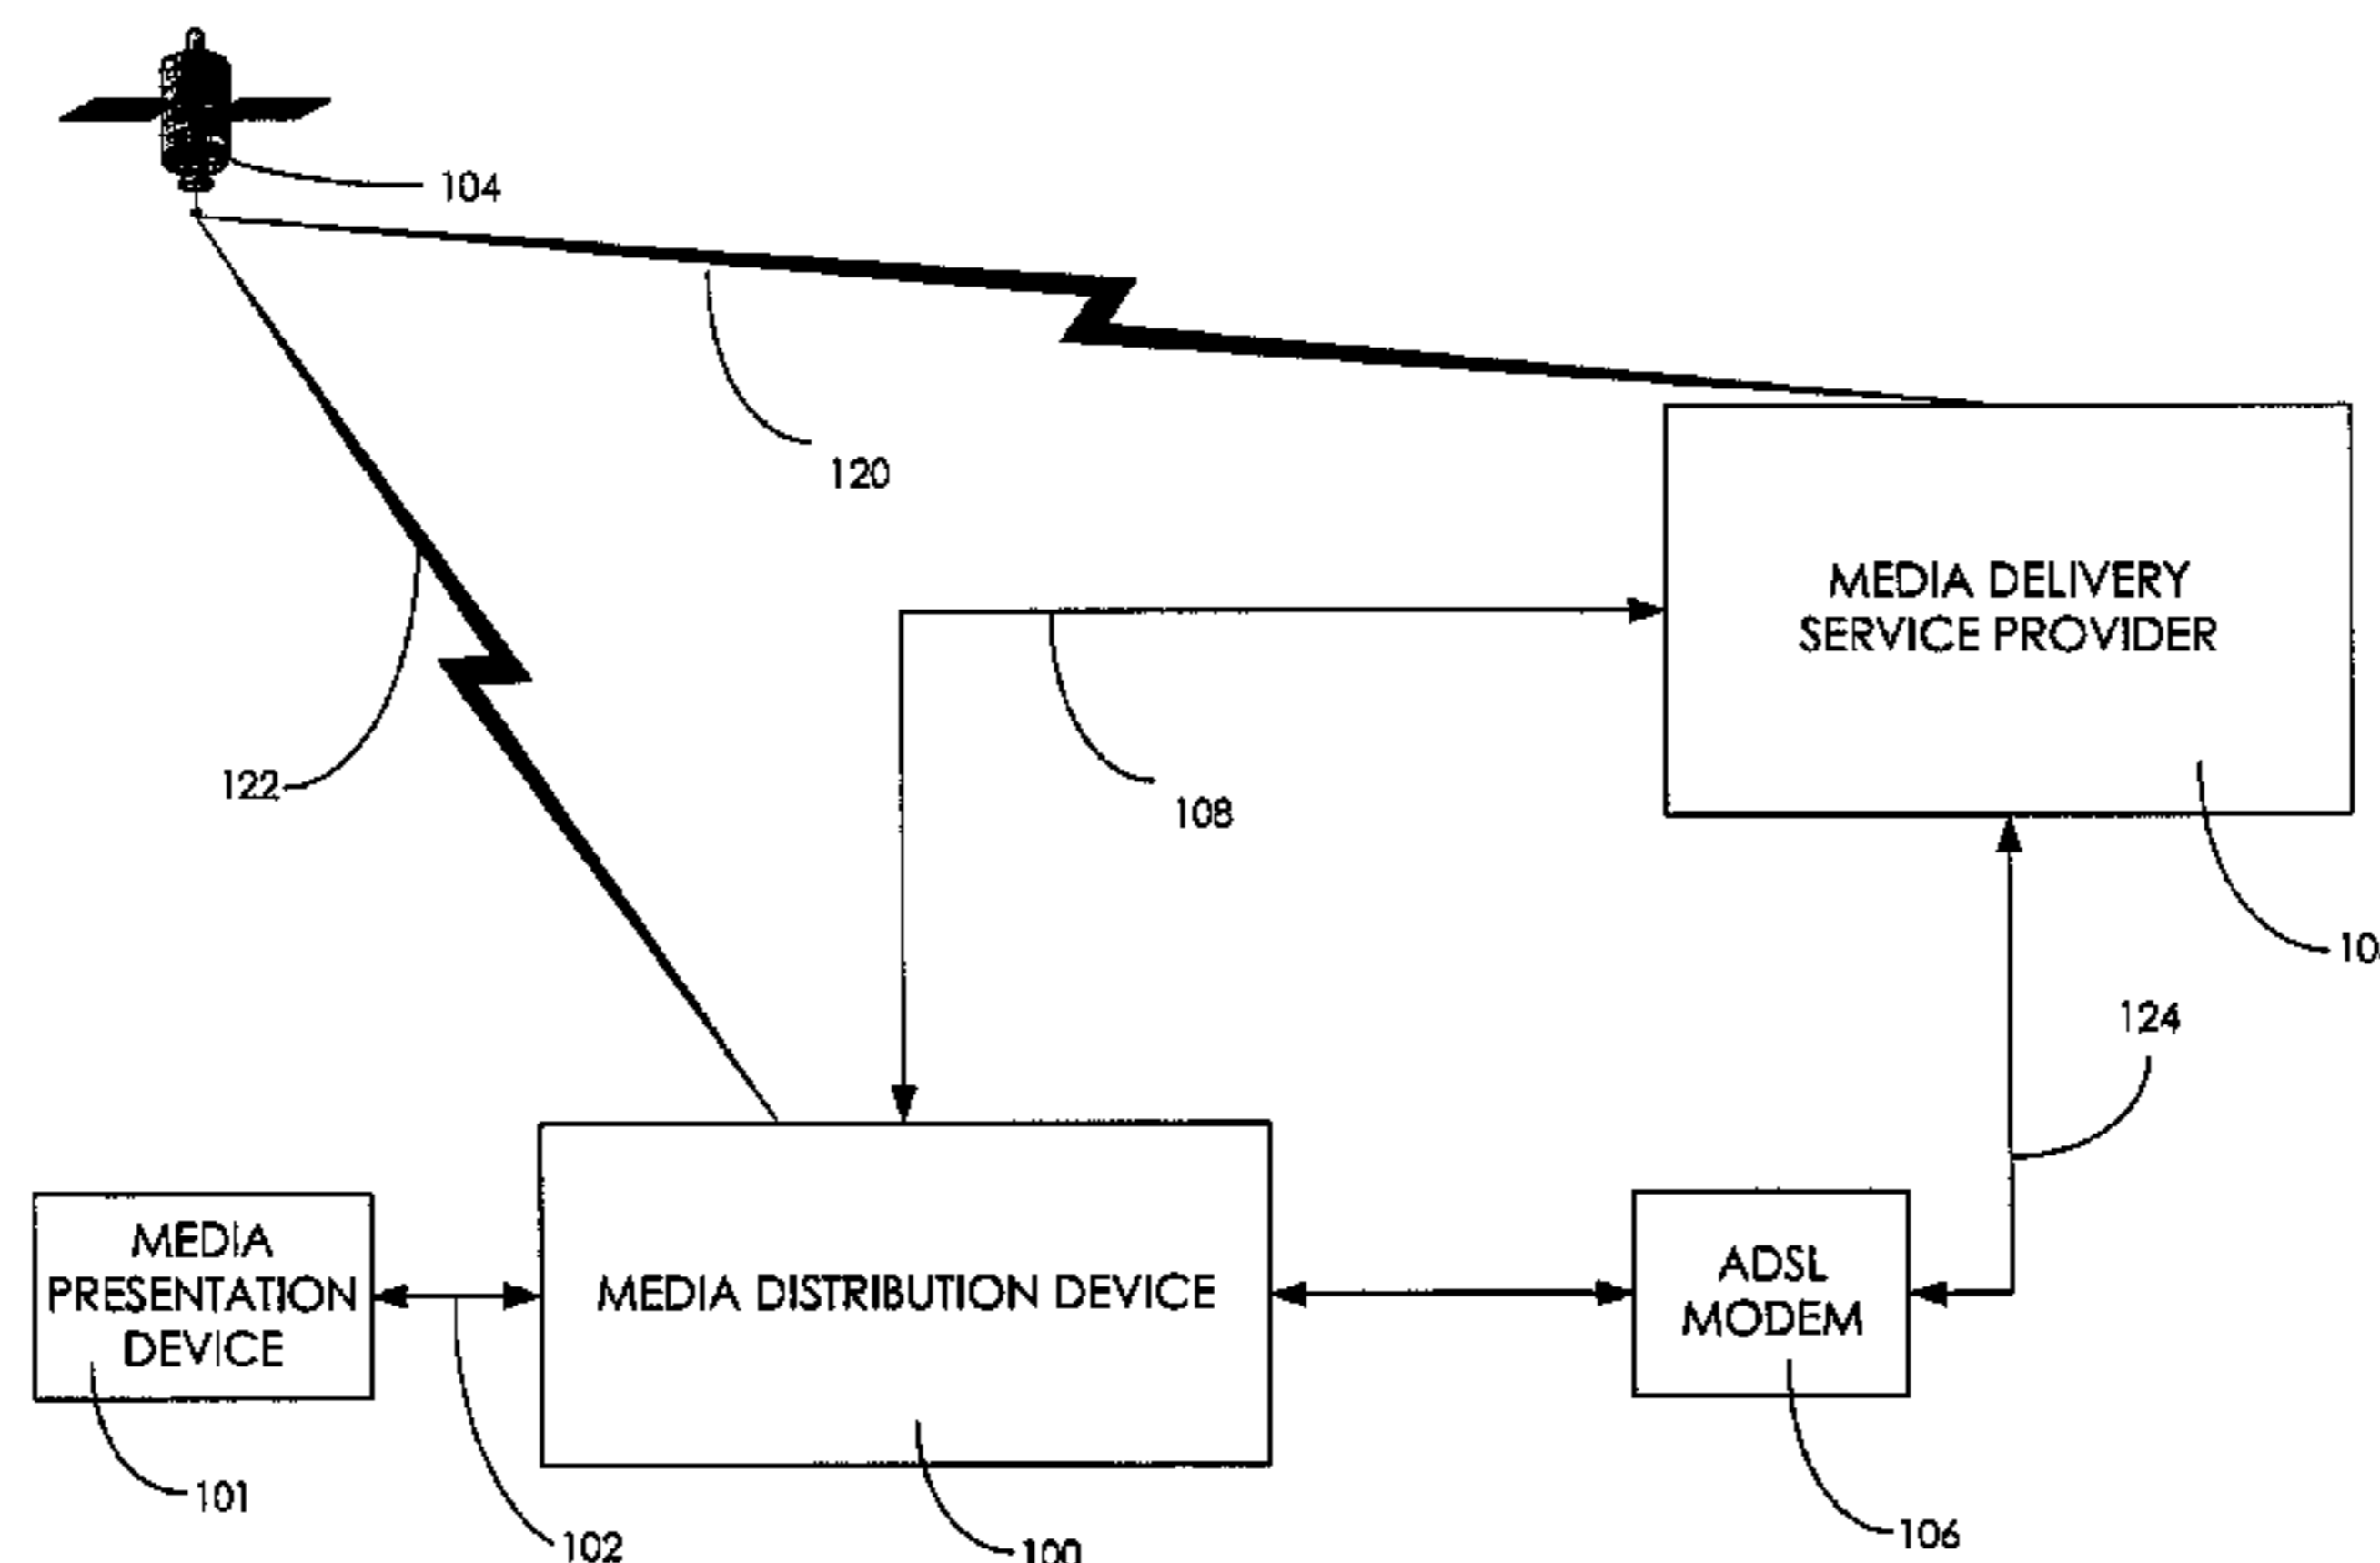 104
120
MEDIA DELIVERY
SERVICE PROVIDER
122
108
124
MEDIA
PRESENTATION
DEVICE
MEDIA DISTRIBUTION DEVICE
ADSL
MODEM
101
102
100
106